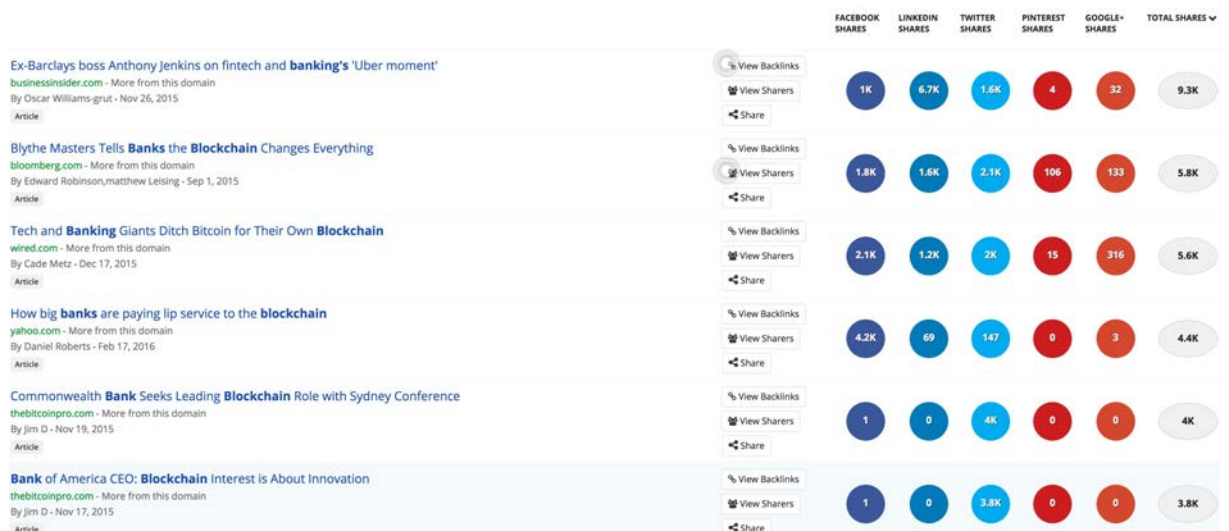 FACEBOOK SHARES LINKEDIN SHARES TWITTER SHARES PINTEREST SHARES GOOGLE+ SHARES TOTAL SHARES
Ex-Barclays boss Anthony Jenkins on fintech and banking's 'Uber moment'
businessinsider.com - More from this domain
By Oscar Williams-grut - Nov 26, 2015
Article
View Backlinks
View Sharers
Share
1K 6.7K 1.6K 4 32 9.3K
Blythe Masters Tells Banks the Blockchain Changes Everything
bloomberg.com - More from this domain
By Edward Robinson,matthew Leising - Sep 1, 2015
Article
View Backlinks
View Sharers
Share
1.8K 1.6K 2.1K 106 133 5.8K
Tech and Banking Giants Ditch Bitcoin for Their Own Blockchain
wired.com - More from this domain
By Cade Metz - Dec 17, 2015
Article
View Backlinks
View Sharers
Share
2.1K 1.2K 2K 15 316 5.6K
How big banks are paying lip service to the blockchain
yahoo.com - More from this domain
By Daniel Roberts - Feb 17, 2016
Article
View Backlinks
View Sharers
Share
4.2K 69 147 0 3 4.4K
Commonwealth Bank Seeks Leading Blockchain Role with Sydney Conference
thebitcoinpro.com - More from this domain
By Jim D - Nov 19, 2015
Article
View Backlinks
View Sharers
Share
1 0 4K 0 0 4K
Bank of America CEO: Blockchain Interest is About Innovation
thebitcoinpro.com - More from this domain
By Jim D - Nov 17, 2015
Article
View Backlinks
View Sharers
Share
1 0 3.8K 0 0 3.8K